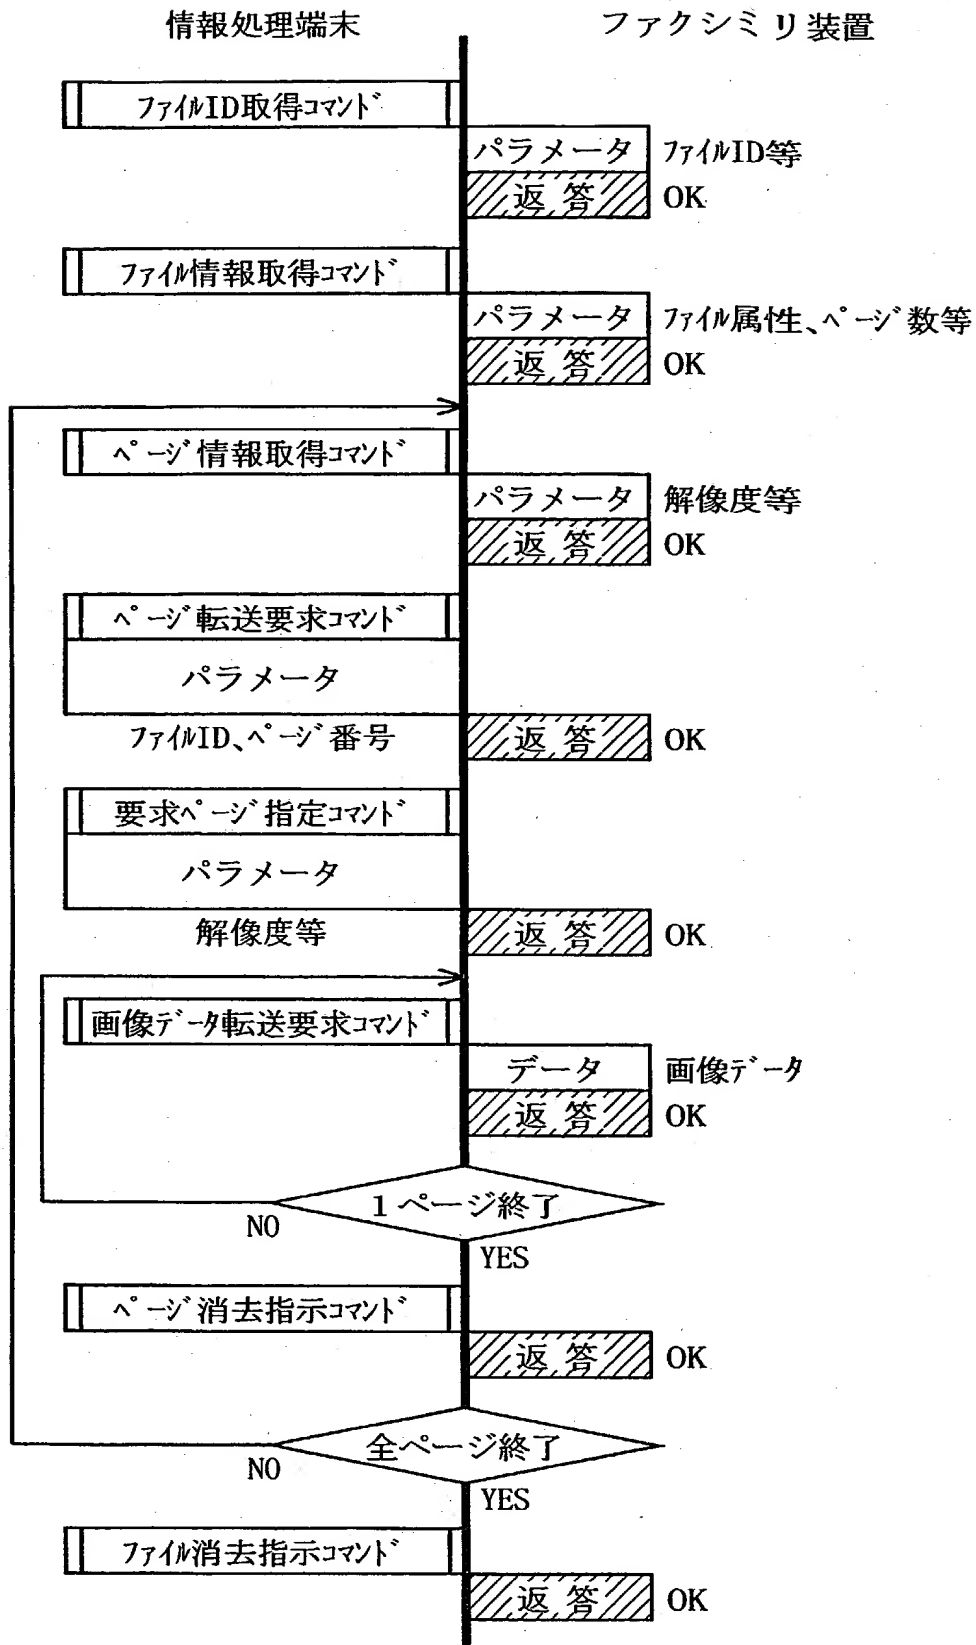 情報処理端末 ファクシミリ装置
ファイルID取得コマンド
パラメータ ファイルID等
返答 OK
ファイル情報取得コマンド
パラメータ ファイル属性、ページ数等
返答 OK
ページ情報取得コマンド
パラメータ 解像度等
返答 OK
ページ転送要求コマンド
パラメータ
ファイルID、ページ番号 返答 OK
要求ページ指定コマンド
パラメータ
解像度等 返答 OK
画像データ転送要求コマンド
データ 画像データ
返答 OK
1ページ終了
NO
YES
ページ消去指示コマンド
返答 OK
全ページ終了
NO
YES
ファイル消去指示コマンド
返答 OK